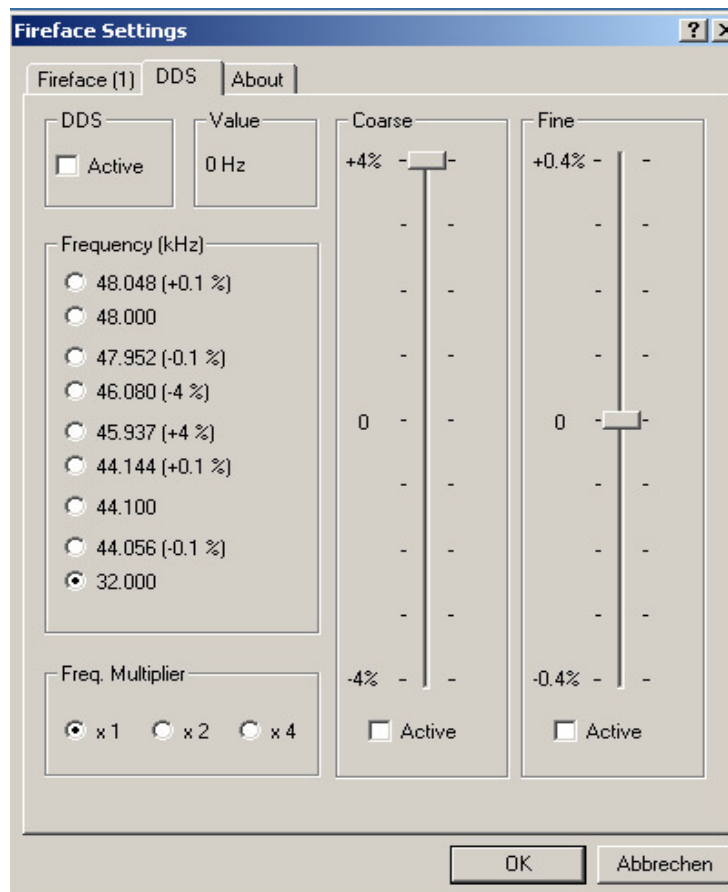 Fireface Settings
Fireface (1) DDS About
DDS
Active
Value
0 Hz
Frequency (kHz)
48.048 (+0.1 %)
48.000
47.952 (-0.1 %)
46.080 (-4 %)
45.937 (+4 %)
44.144 (+0.1 %)
44.100
44.056 (-0.1 %)
32.000
Freq. Multiplier
x 1 x 2 x 4
Coarse
+4%
0
-4%
Active
Fine
+0.4%
0
-0.4%
Active
OK Abbrechen